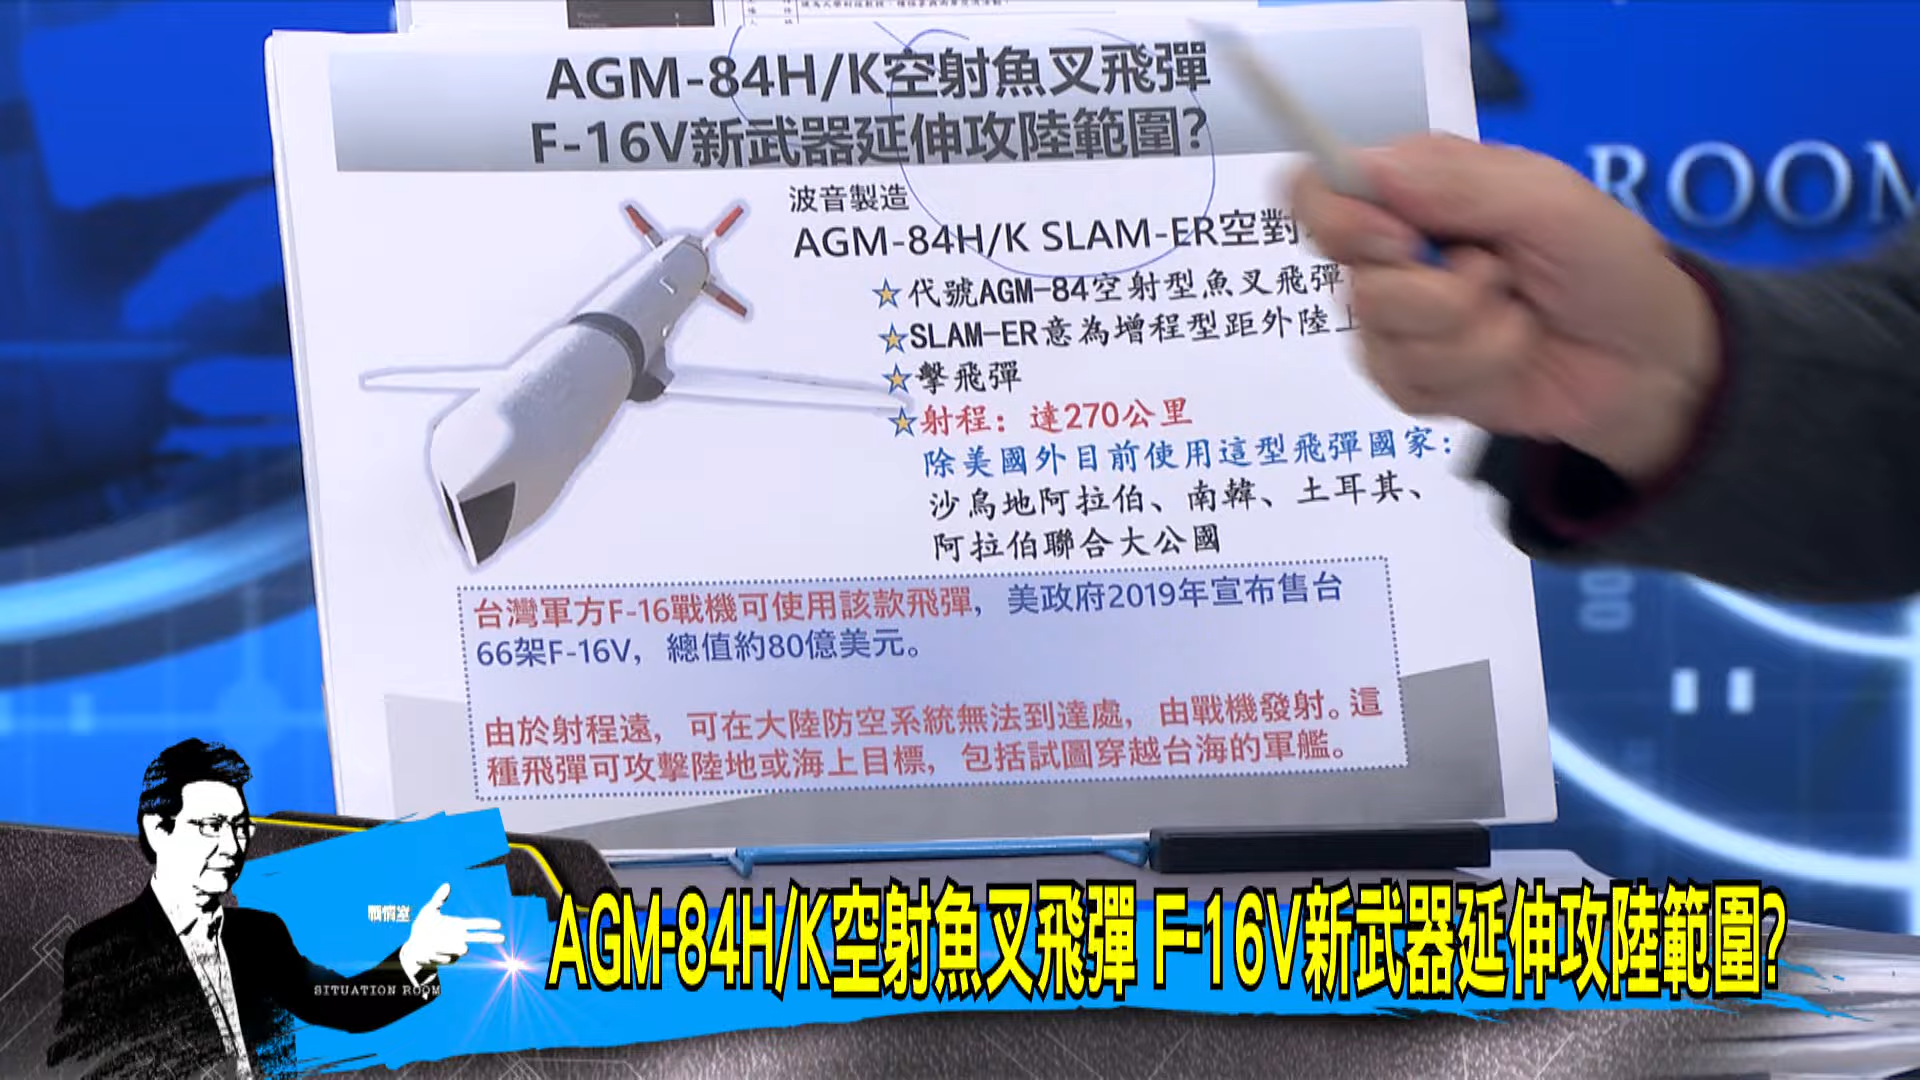 AGM-84H/K空射魚叉飛彈
F-16V新武器延伸攻陸範圍?
ROOM
波音製造
AGM-84H/K SLAM-ER空對
代號AGM-84空射型魚叉飛彈
SLAM-ER意為增程型距外陸上
擊飛彈
射程：達270公里
除美國外目前使用這型飛彈國家：
沙烏地阿拉伯、南韓、土耳其、
阿拉伯聯合大公國
台灣軍方F-16戰機可使用該款飛彈，美政府2019年宣布售台
66架F-16V，總值約80億美元。
由於射程遠，可在大陸防空系統無法到達處，由戰機發射。這
種飛彈可攻擊陸地或海上目標，包括試圖穿越台海的軍艦。
戰情室
SITUATION ROOM
AGM-84H/K空射魚叉飛彈 F-16V新武器延伸攻陸範圍?